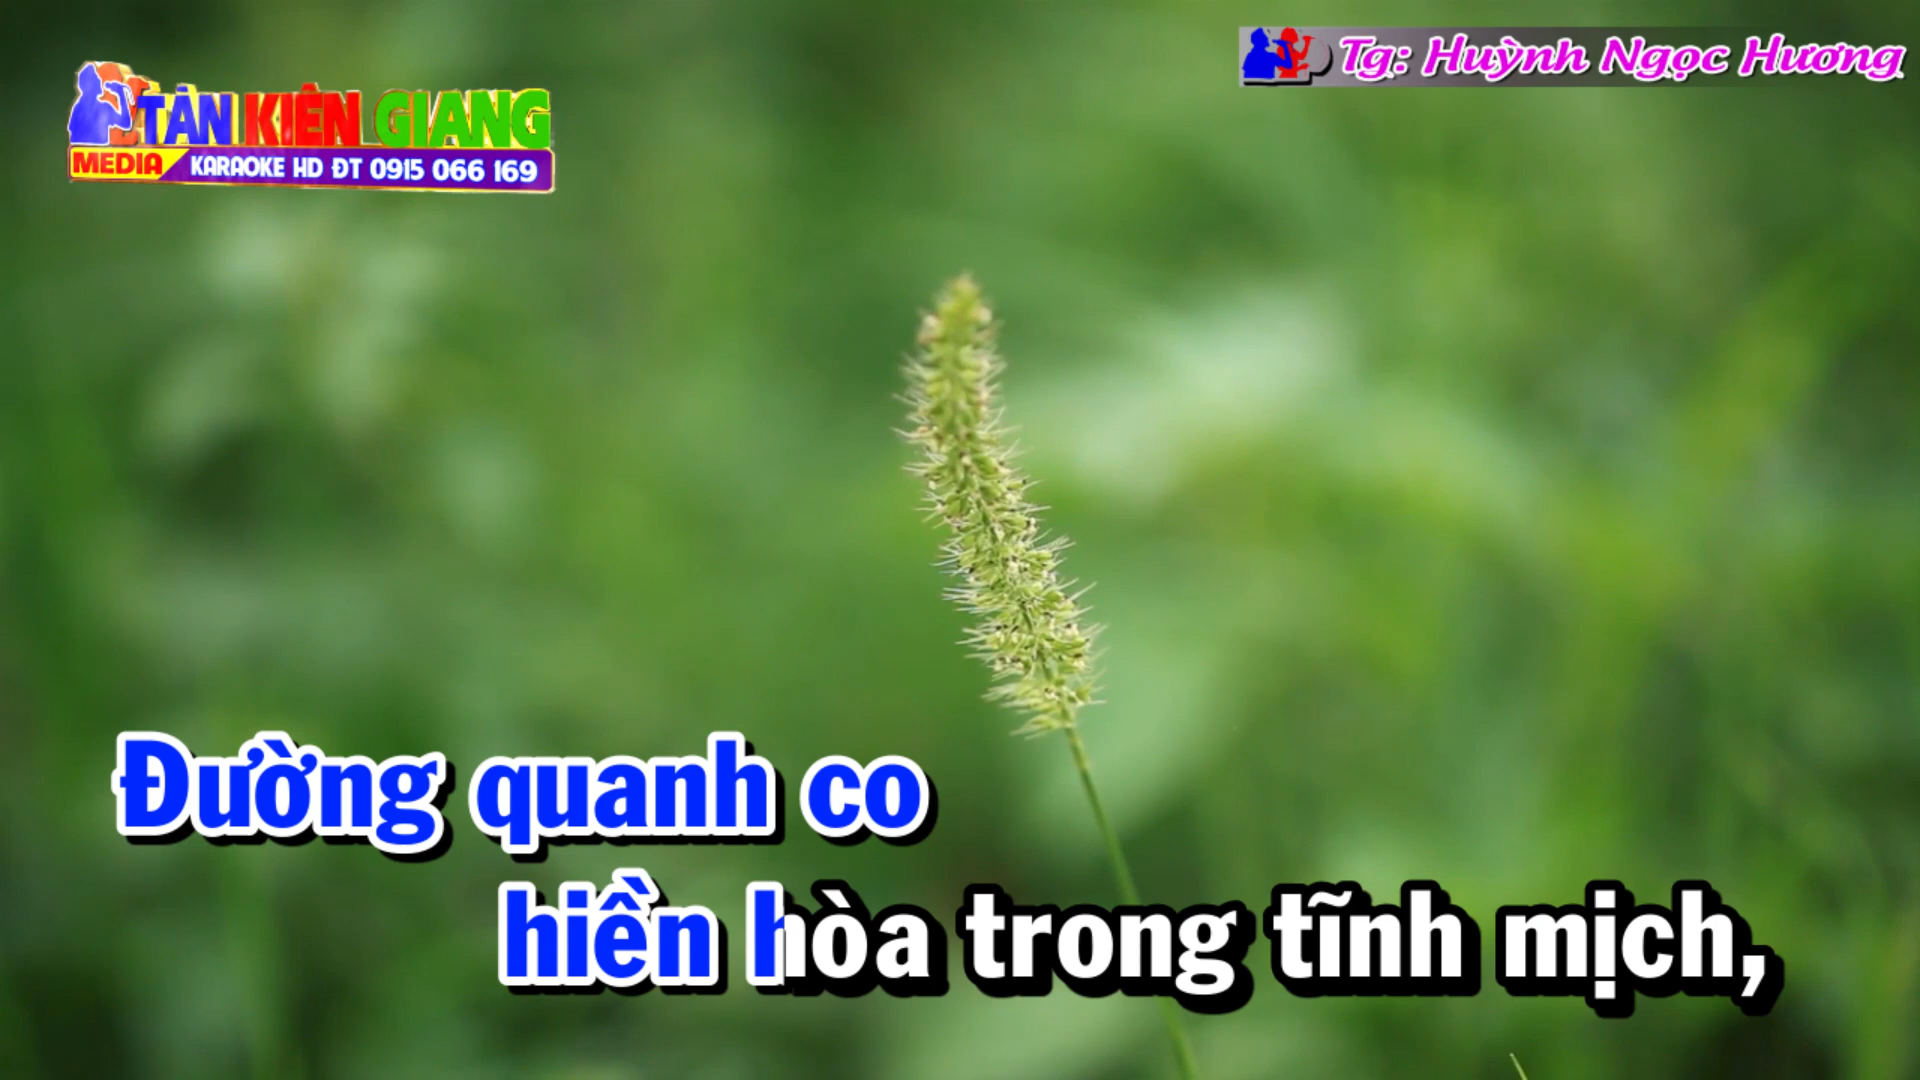 Tg: Huỳnh Ngọc Hương
TÂN KIÊN GIANG
MEDIA KARAOKE HD ĐT 0915 066 169
Đường quanh co
hiền hòa trong tĩnh mịch,